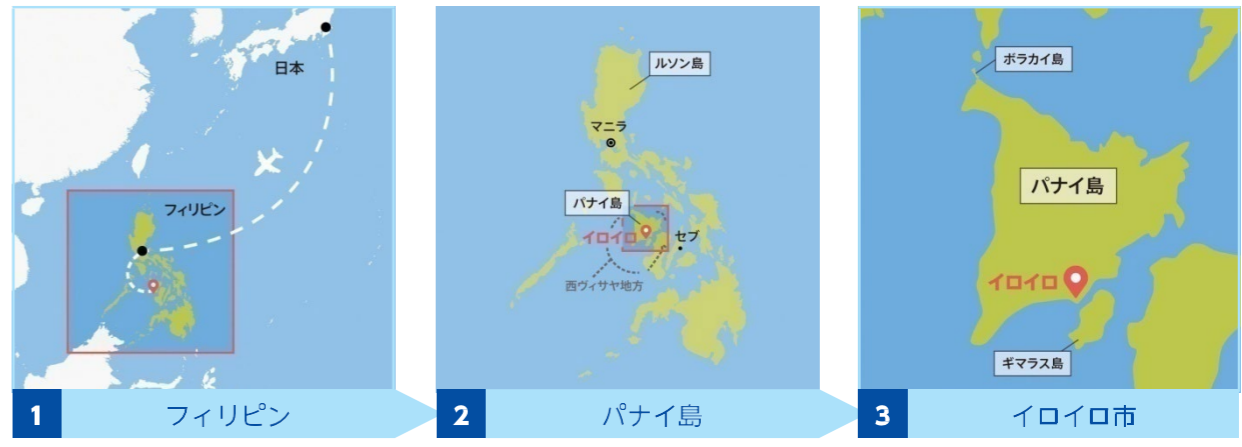 日本
フィリピン
1 フィリピン
ルソン島
マニラ
パナイ島
イロイロ
セブ
西ヴィサヤ地方
2 パナイ島
ボラカイ島
パナイ島
イロイロ
ギマラス島
3 イロイロ市